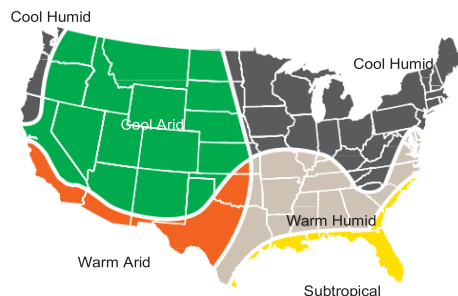 Cool Humid
Cool Humid
Cool Arid
Warm Humid
Warm Arid
Subtropical